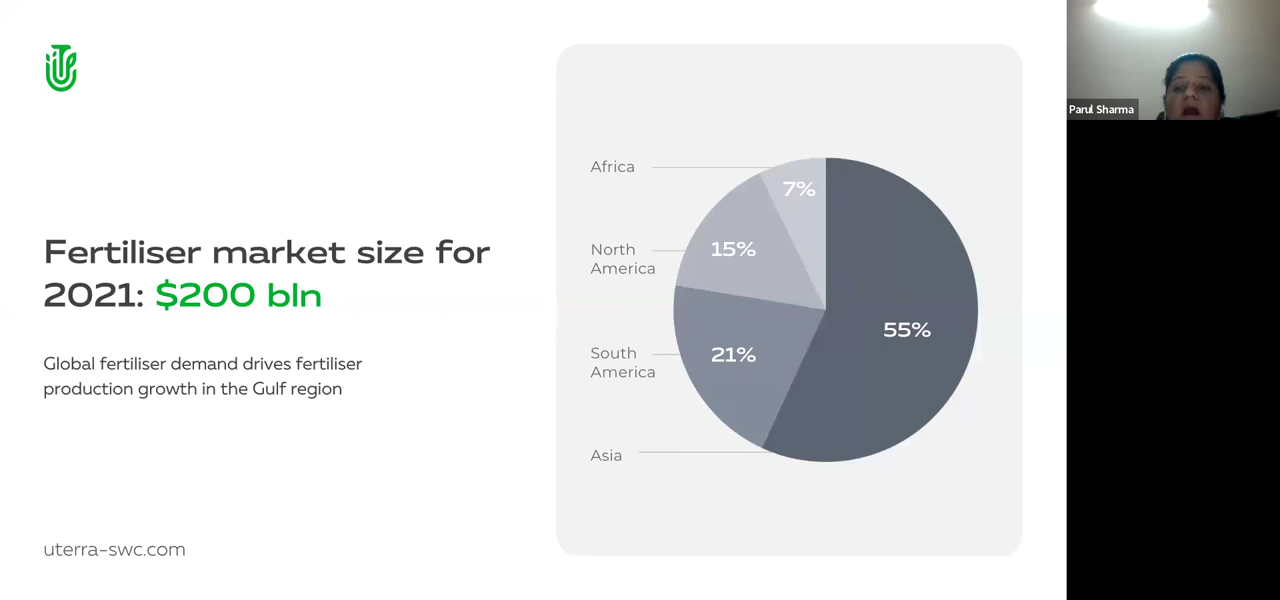 Fertiliser market size for
2021: $200 bln
Global fertiliser demand drives fertiliser
production growth in the Gulf region
uterra-swc.com
Africa
7%
North
America
15%
55%
South
America
21%
Asia
Parul Sharma